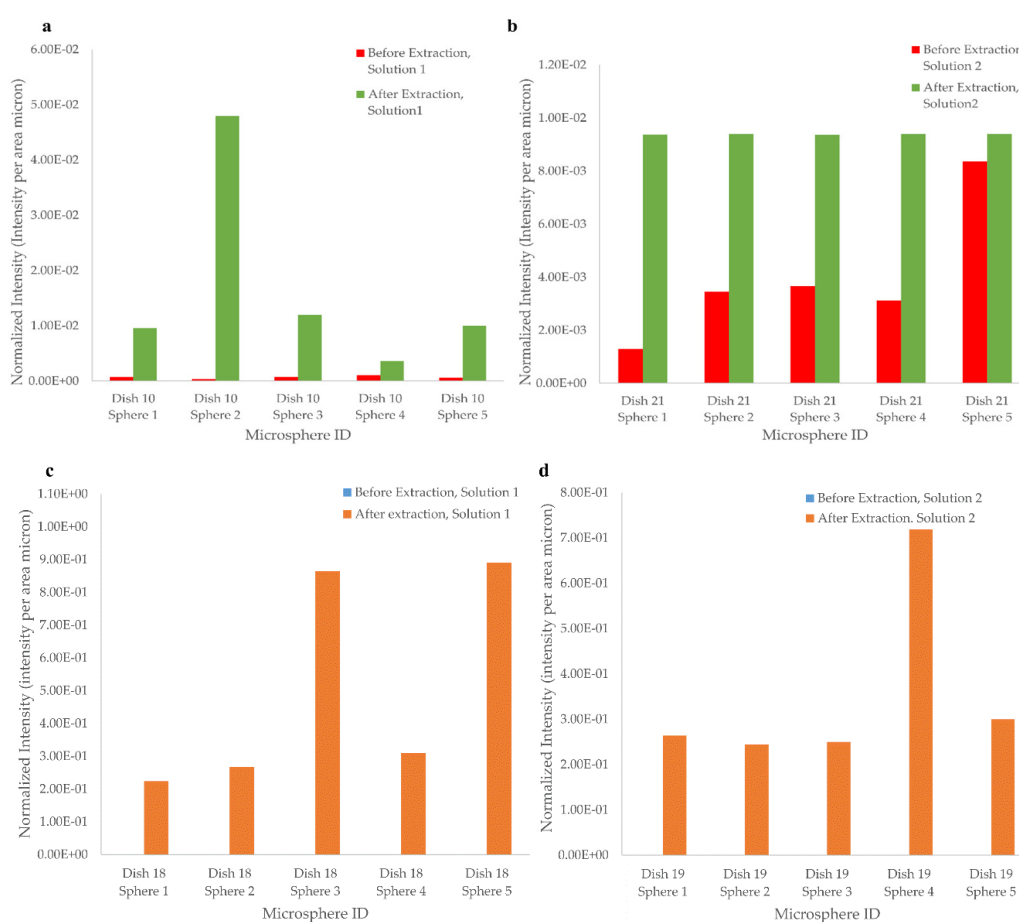 a
Before Extraction,
Solution 1
After Extraction,
Solution1
Normalized Intensity (Intensity per area micron)
6.00E-02
5.00E-02
4.00E-02
3.00E-02
2.00E-02
1.00E-02
0.00E+00
Dish 10 Dish 10 Dish 10 Dish 10 Dish 10
Sphere 1 Sphere 2 Sphere 3 Sphere 4 Sphere 5
Microsphere ID
b
Before Extraction,
Solution 2
After Extraction,
Solution2
Normalized Intensity (Intensity per area micron)
1.20E-02
1.00E-02
8.00E-03
6.00E-03
4.00E-03
2.00E-03
0.00E+00
Dish 21 Dish 21 Dish 21 Dish 21 Dish 21
Sphere 1 Sphere 2 Sphere 3 Sphere 4 Sphere 5
Microsphere ID
c
Before Extraction, Solution 1
After extraction, Solution 1
Normalized Intensity (intensity per area micron)
1.10E+00
1.00E+00
9.00E-01
8.00E-01
7.00E-01
6.00E-01
5.00E-01
4.00E-01
3.00E-01
2.00E-01
1.00E-01
0.00E+00
Dish 18 Dish 18 Dish 18 Dish 18 Dish 18
Sphere 1 Sphere 2 Sphere 3 Sphere 4 Sphere 5
Microsphere ID
d
Before Extraction, Solution 2
After Extraction. Solution 2
Normalized Intensity (intensity per area micron)
8.00E-01
7.00E-01
6.00E-01
5.00E-01
4.00E-01
3.00E-01
2.00E-01
1.00E-01
0.00E+00
Dish 19 Dish 19 Dish 19 Dish 19 Dish 19
Sphere 1 Sphere 2 Sphere 3 Sphere 4 Sphere 5
Microsphere ID